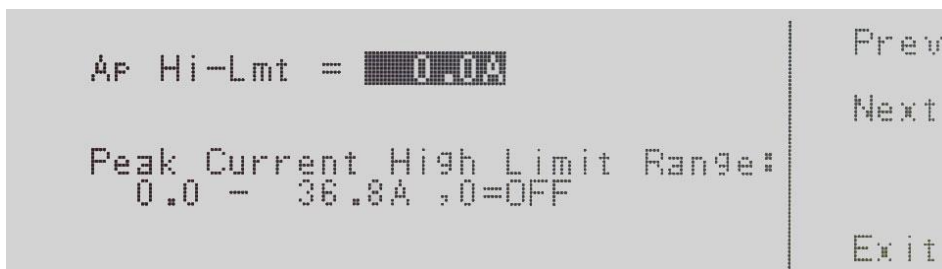 Ap Hi-Lmt = 0.0A
Peak Current High Limit Range:
0.0 - 36.8A ,0=OFF
Prev
Next
Exit